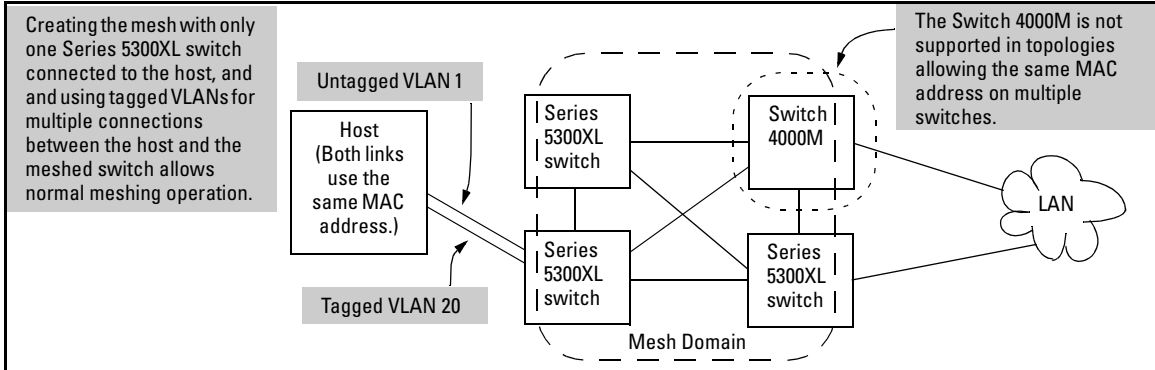 Creating the mesh with only
one Series 5300XL switch
connected to the host, and
and using tagged VLANs for
multiple connections
between the host and the
meshed switch allows
normal meshing operation.
Untagged VLAN 1
Host
(Both links
use the
same MAC
address.)
Tagged VLAN 20
Series
5300XL
switch
Switch
4000M
Series
5300XL
switch
Series
5300XL
switch
Mesh Domain
The Switch 4000M is not
supported in topologies
allowing the same MAC
address on multiple
switches.
LAN